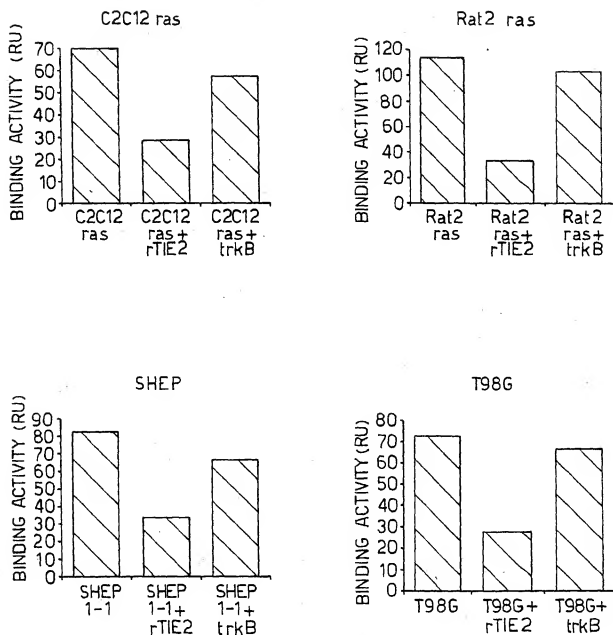 C2C12 ras
BINDING ACTIVITY (RU)
70
60
50
40
30
20
10
0
C2C12 C2C12 C2C12
ras ras+ ras+
rTIE2 trkB
Rat2 ras
BINDING ACTIVITY (RU)
120
100
80
60
40
20
0
Rat2 Rat2 Rat2
ras ras+ ras+
rTIE2 trkB
SHEP
BINDING ACTIVITY (RU)
90
80
70
60
50
40
30
20
10
0
SHEP SHEP SHEP
1-1 1-1+ 1-1+
rTIE2 trkB
T98G
BINDING ACTIVITY (RU)
80
70
60
50
40
30
20
10
0
T98G T98G+ T98G+
rTIE2 trkB